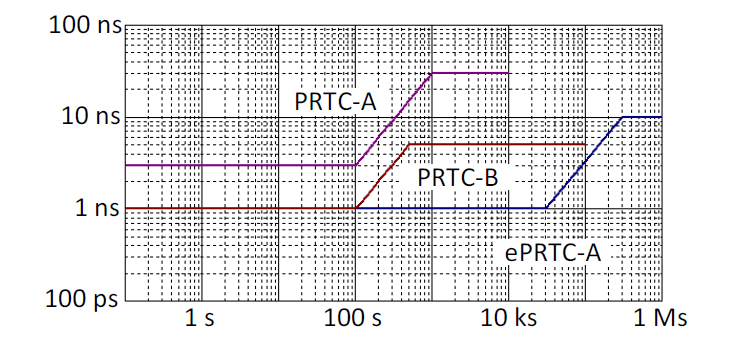 100 ns
PRTC-A
10 ns
PRTC-B
1 ns
ePRTC-A
100 ps
1 s
100 s
10 ks
1 Ms